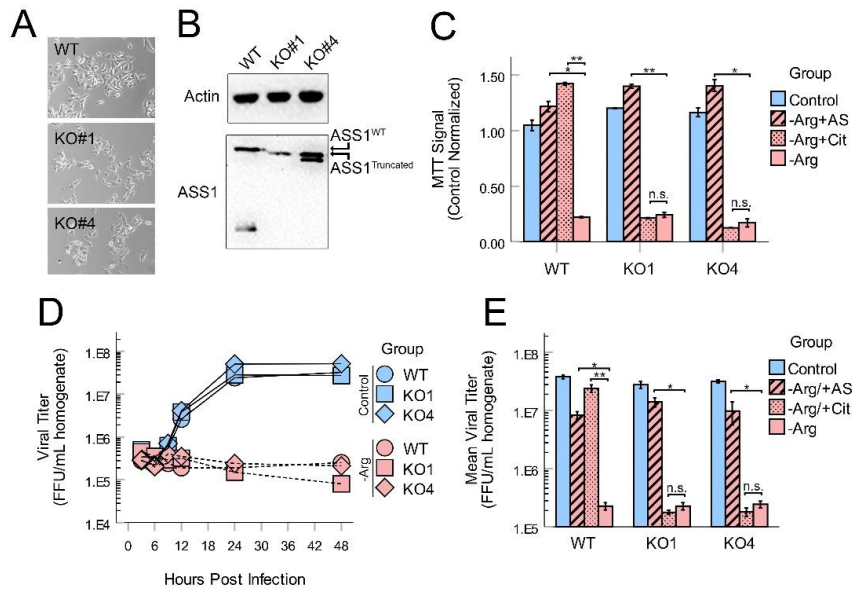 A
WT
KO#1
KO#4
B
WT
KO#1
KO#4
Actin
ASS1
ASS1WT
ASS1Truncated
C
MTT Signal
(Control Normalized)
1.50
1.00
0.50
0.00
**
*
**
n.s.
*
n.s.
WT
KO1
KO4
Group
Control
-Arg+AS
-Arg+Cit
-Arg
D
Viral Titer
(FFU/mL homogenate)
1.E8
1.E7
1.E6
1.E5
1.E4
0 6 12 18 24 30 36 42 48
Hours Post Infection
Group
Control
WT
KO1
KO4
-Arg
WT
KO1
KO4
E
Mean Viral Titer
(FFU/mL homogenate)
1.E8
1.E7
1.E6
1.E5
*
**
*
n.s.
*
n.s.
WT
KO1
KO4
Group
Control
-Arg/+AS
-Arg/+Cit
-Arg